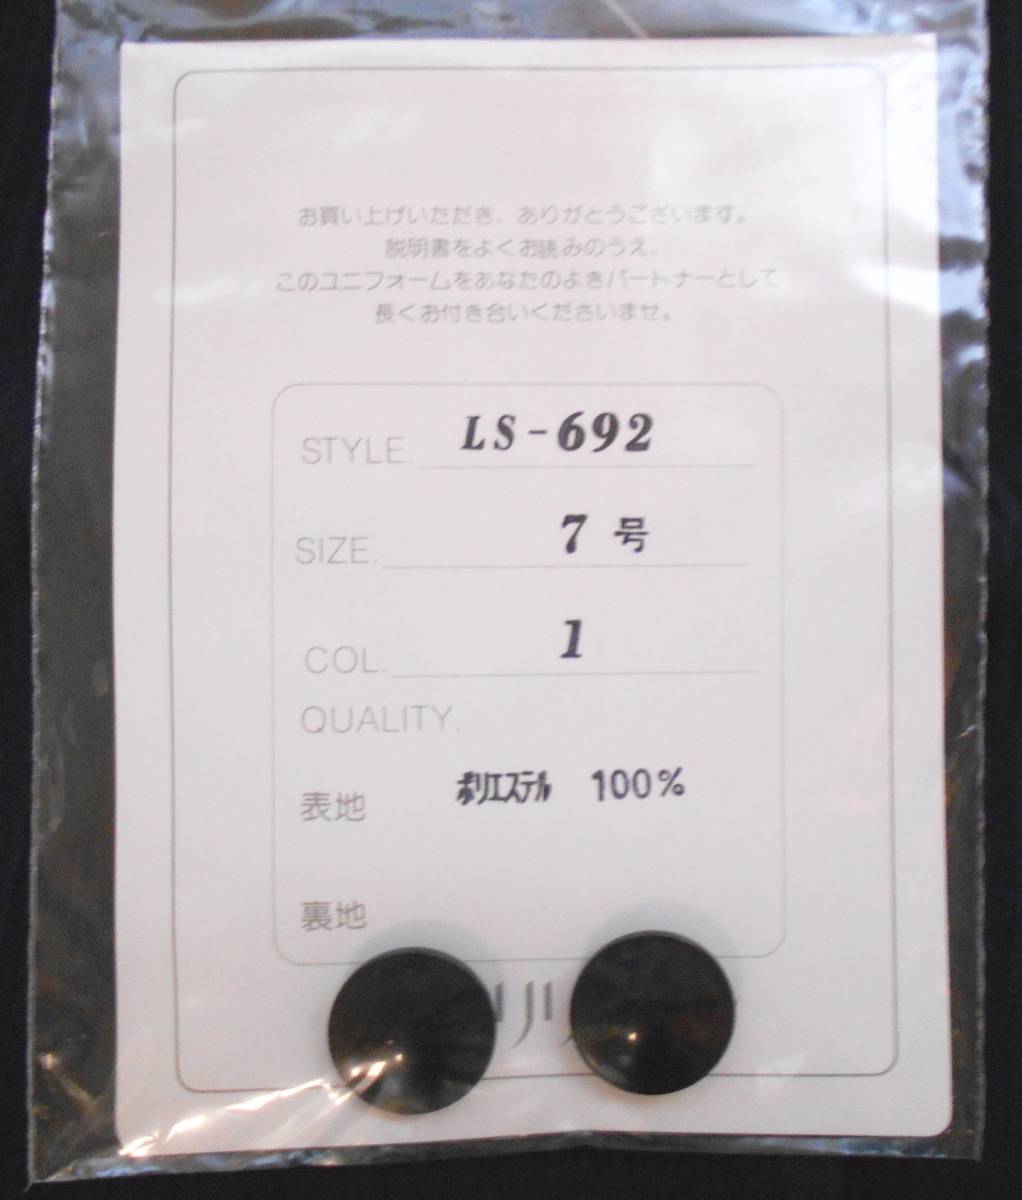 お買い上げいただき、ありがとうございます。
説明書をよくお読みのうえ、
このユニフォームをあなたのよきパートナーとして
長くお付き合いくださいませ。
STYLE. LS-692
SIZE. 7号
COL. 1
QUALITY.
表地 ポリエステル 100%
裏地